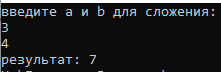 введите a и b для сложения:
3
4
результат: 7